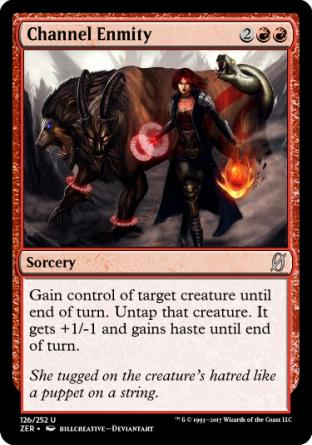 Channel Enmity 2
Sorcery
Gain control of target creature until
end of turn. Untap that creature. It
gets +1/-1 and gains haste until end
of turn.
She tugged on the creature's hatred like
a puppet on a string.
126/252 U
ZER • BILLCREATIVE—DEVIANTART
™ & © 1993–2017 Wizards of the Coast LLC